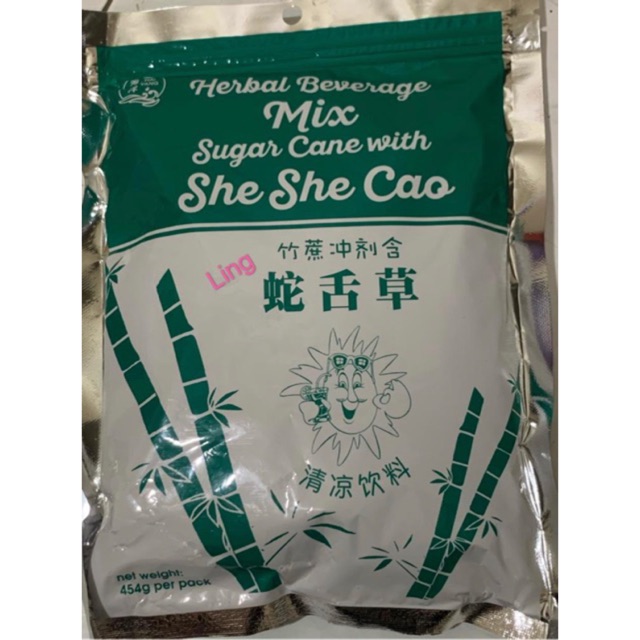 Herbal Beverage
Mix
Sugar Cane with
She She Cao
竹蔗冲剂含
Ling
蛇舌草
清凉饮料
net weight:
454g per pack